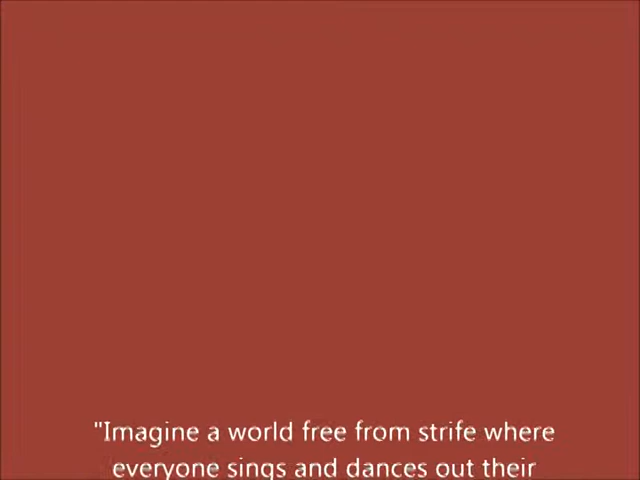 "Imagine a world free from strife where
everyone sings and dances out their